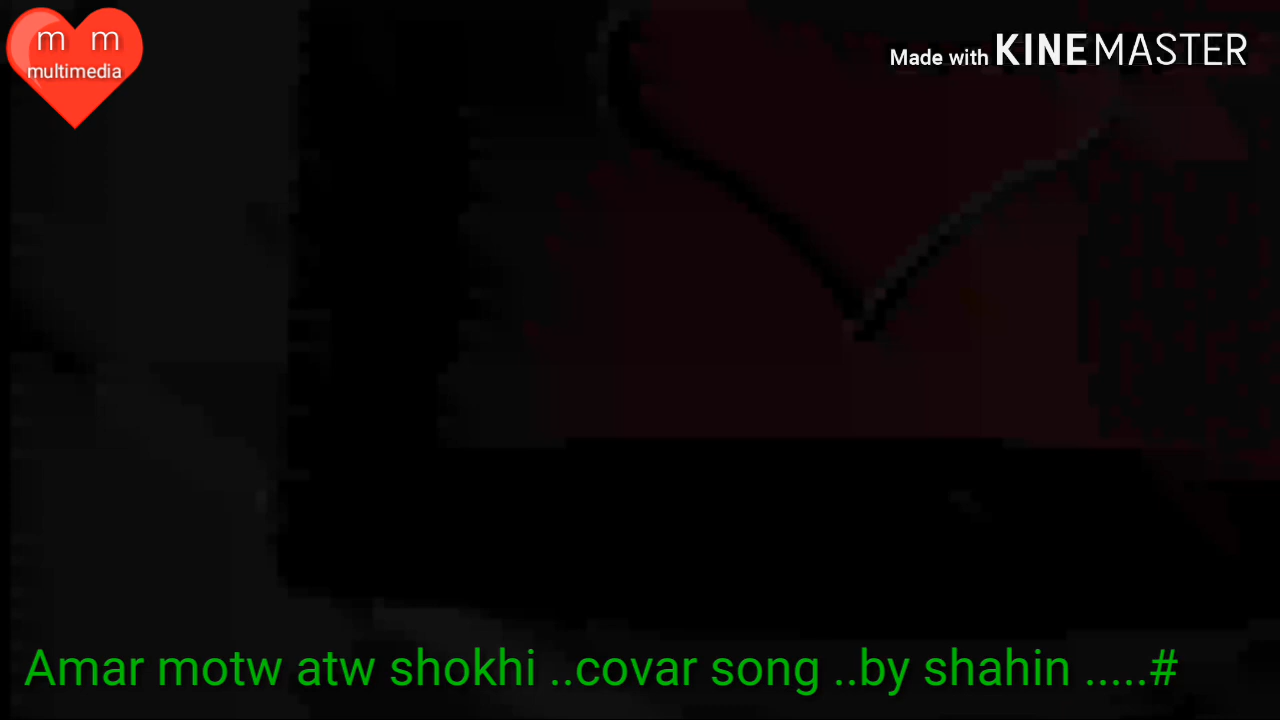 m m
multimedia
Made with KINEMASTER
Amar motw atw shokhi ..covar song ..by shahin .....#